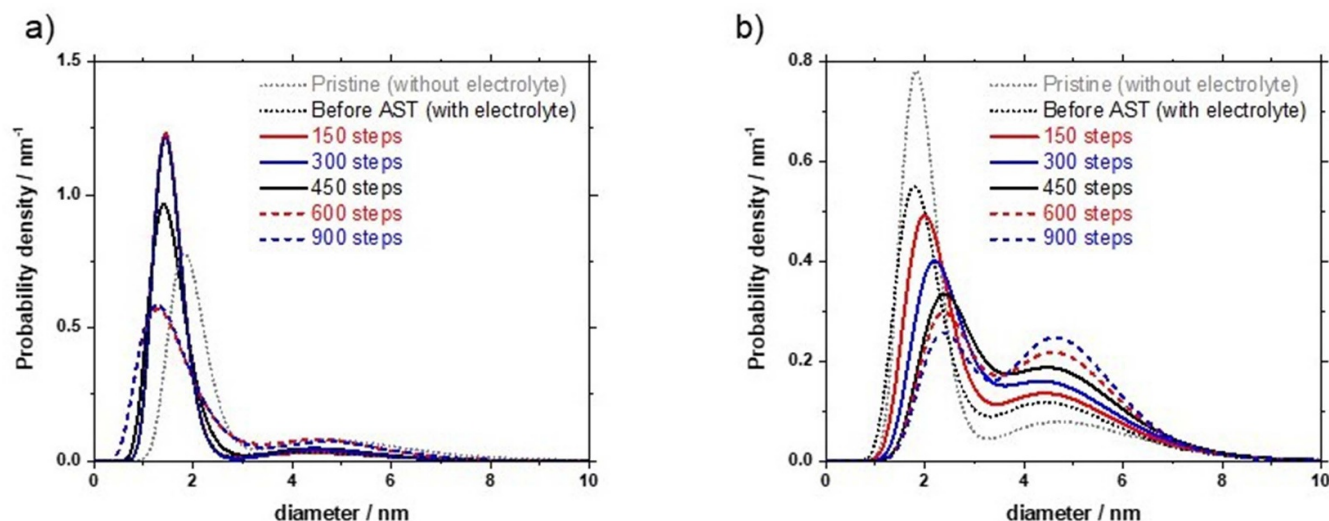 a)
1.5
1.0
0.5
0.0
Probability density / nm⁻¹
Pristine (without electrolyte)
Before AST (with electrolyte)
150 steps
300 steps
450 steps
600 steps
900 steps
0 2 4 6 8 10
diameter / nm
b)
0.8
0.6
0.4
0.2
0.0
Probability density / nm⁻¹
Pristine (without electrolyte)
Before AST (with electrolyte)
150 steps
300 steps
450 steps
600 steps
900 steps
0 2 4 6 8 10
diameter / nm